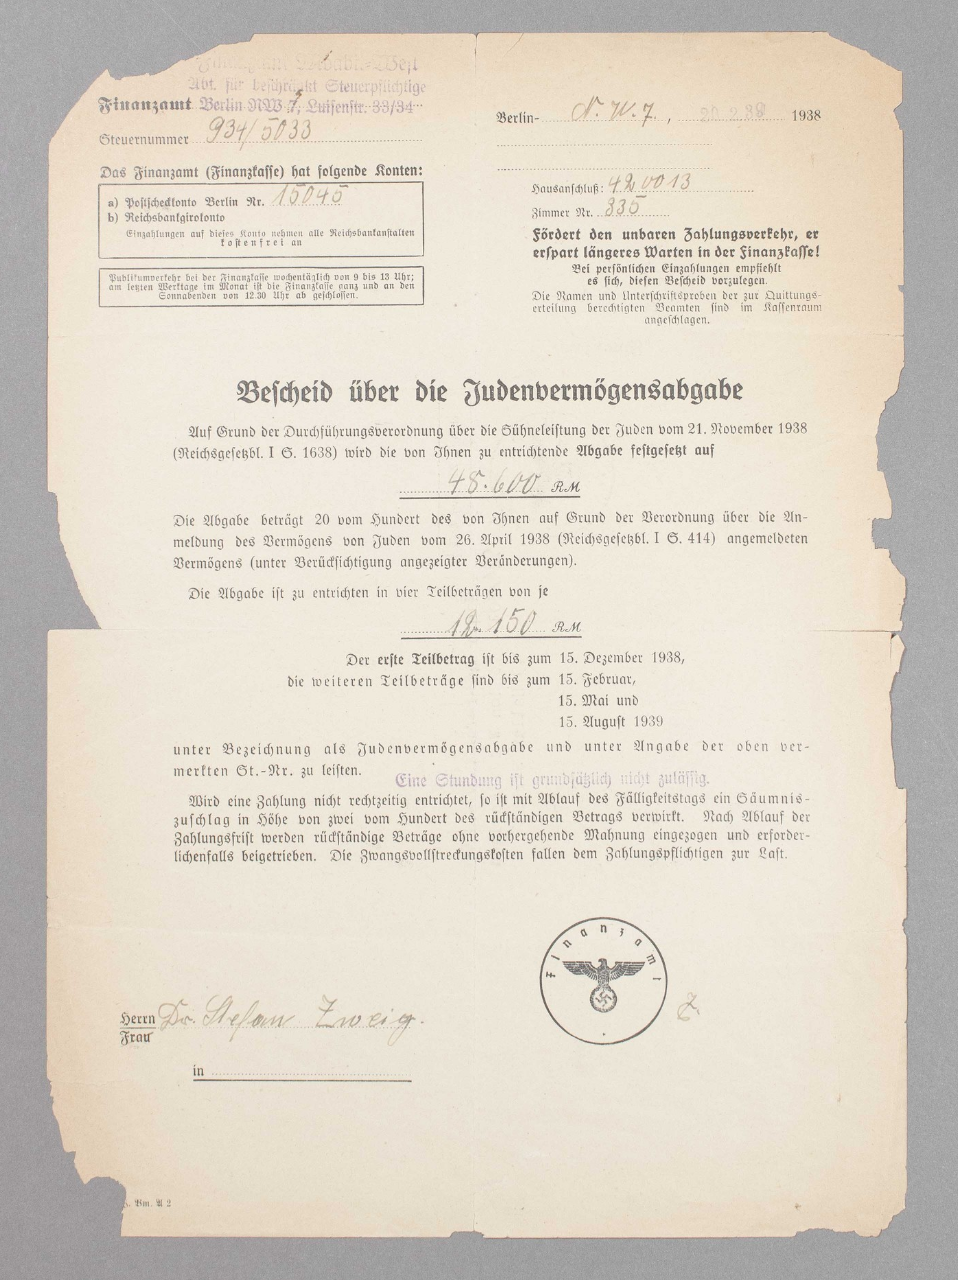 Finanzamt Moabit-West
Abt. für beschränkt Steuerpflichtige
Finanzamt Berlin NW 7, Luisenstr. 33/34
Steuernummer 934/5033
Das Finanzamt (Finanzkasse) hat folgende Konten:
a) Postscheckkonto Berlin Nr. 15045
b) Reichsbankgirokonto
Einzahlungen auf dieses Konto nehmen alle Reichsbankanstalten
kostenfrei an
Publikumverkehr bei der Finanzkasse wochentäglich von 9 bis 13 Uhr;
am letzten Werktage im Monat ist die Finanzkasse ganz und an den
Sonnabenden von 12.30 Uhr ab geschlossen.
Berlin- N. W. 7., 1938
Hausanschluß: 420013
Zimmer Nr. 335
Fördert den unbaren Zahlungsverkehr, er
erspart längeres Warten in der Finanzkasse!
Bei persönlichen Einzahlungen empfiehlt
es sich, diesen Bescheid vorzulegen.
Die Namen und Unterschriftsproben der zur Quittungs-
erteilung berechtigten Beamten sind im Kassenraum
angeschlagen.
Bescheid über die Judenvermögensabgabe
Auf Grund der Durchführungsverordnung über die Sühneleistung der Juden vom 21. November 1938
(Reichsgesetzbl. I S. 1638) wird die von Ihnen zu entrichtende Abgabe festgesetzt auf
48.600 RM
Die Abgabe beträgt 20 vom Hundert des von Ihnen auf Grund der Verordnung über die An-
meldung des Vermögens von Juden vom 26. April 1938 (Reichsgesetzbl. I S. 414) angemeldeten
Vermögens (unter Berücksichtigung angezeigter Veränderungen).
Die Abgabe ist zu entrichten in vier Teilbeträgen von je
12.150 RM
Der erste Teilbetrag ist bis zum 15. Dezember 1938,
die weiteren Teilbeträge sind bis zum 15. Februar,
15. Mai und
15. August 1939
unter Bezeichnung als Judenvermögensabgabe und unter Angabe der oben ver-
merkten St.-Nr. zu leisten.
Eine Stundung ist grundsätzlich nicht zulässig.
Wird eine Zahlung nicht rechtzeitig entrichtet, so ist mit Ablauf des Fälligkeitstags ein Säumnis-
zuschlag in Höhe von zwei vom Hundert des rückständigen Betrags verwirkt. Nach Ablauf der
Zahlungsfrist werden rückständige Beträge ohne vorhergehende Mahnung eingezogen und erforder-
lichenfalls beigetrieben. Die Zwangsvollstreckungskosten fallen dem Zahlungspflichtigen zur Last.
Finanzamt
Herrn Dr. Stefan Zweig.
Frau
in
Vm. A 2